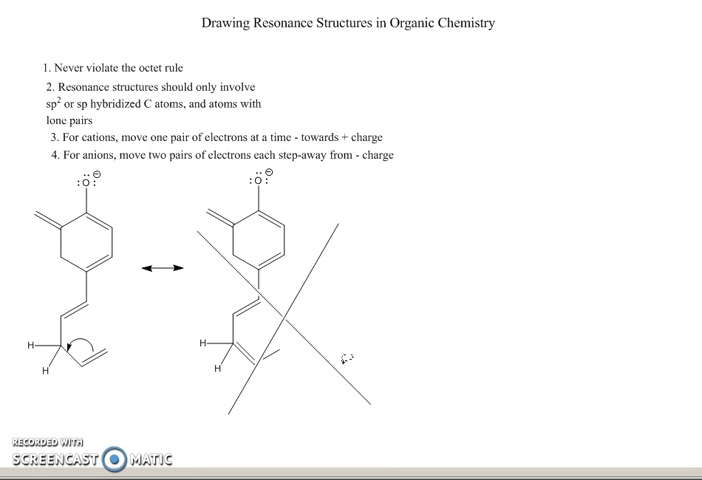 Drawing Resonance Structures in Organic Chemistry
1. Never violate the octet rule
2. Resonance structures should only involve
sp² or sp hybridized C atoms, and atoms with
lone pairs
3. For cations, move one pair of electrons at a time - towards + charge
4. For anions, move two pairs of electrons each step-away from - charge
:Ö: ⊖
:Ö: ⊖
H
H
H
H
RECORDED WITH
SCREENCAST O MATIC